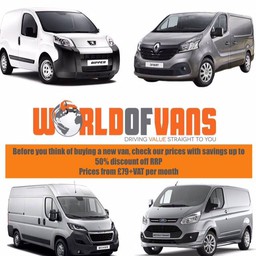 WORLDOFVANS
DRIVING VALUE STRAIGHT TO YOU
Before you think of buying a new van, check our prices with savings up to
50% discount off RRP
Prices from £79+VAT per month